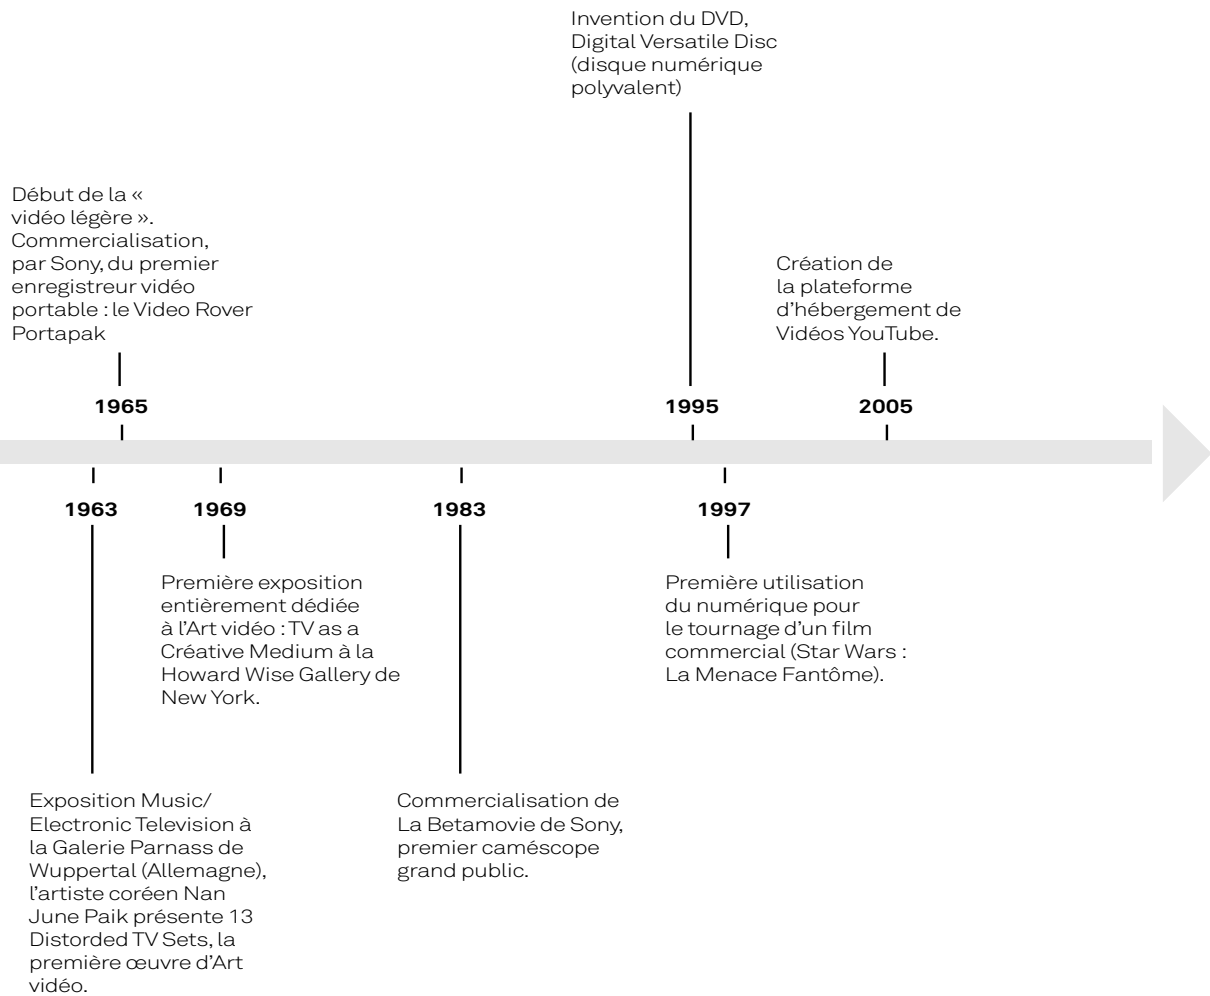 Invention du DVD,
Digital Versatile Disc
(disque numérique
polyvalent)
Début de la «
vidéo légère ».
Commercialisation,
par Sony, du premier
enregistreur vidéo
portable : le Video Rover
Portapak
Création de
la plateforme
d’hébergement de
Vidéos YouTube.
1965
1995
2005
1963
1969
1983
1997
Première exposition
entièrement dédiée
à l’Art vidéo : TV as a
Créative Medium à la
Howard Wise Gallery de
New York.
Première utilisation
du numérique pour
le tournage d’un film
commercial (Star Wars :
La Menace Fantôme).
Exposition Music/
Electronic Television à
la Galerie Parnass de
Wuppertal (Allemagne),
l’artiste coréen Nan
June Paik présente 13
Distorded TV Sets, la
première œuvre d’Art
vidéo.
Commercialisation de
La Betamovie de Sony,
premier caméscope
grand public.